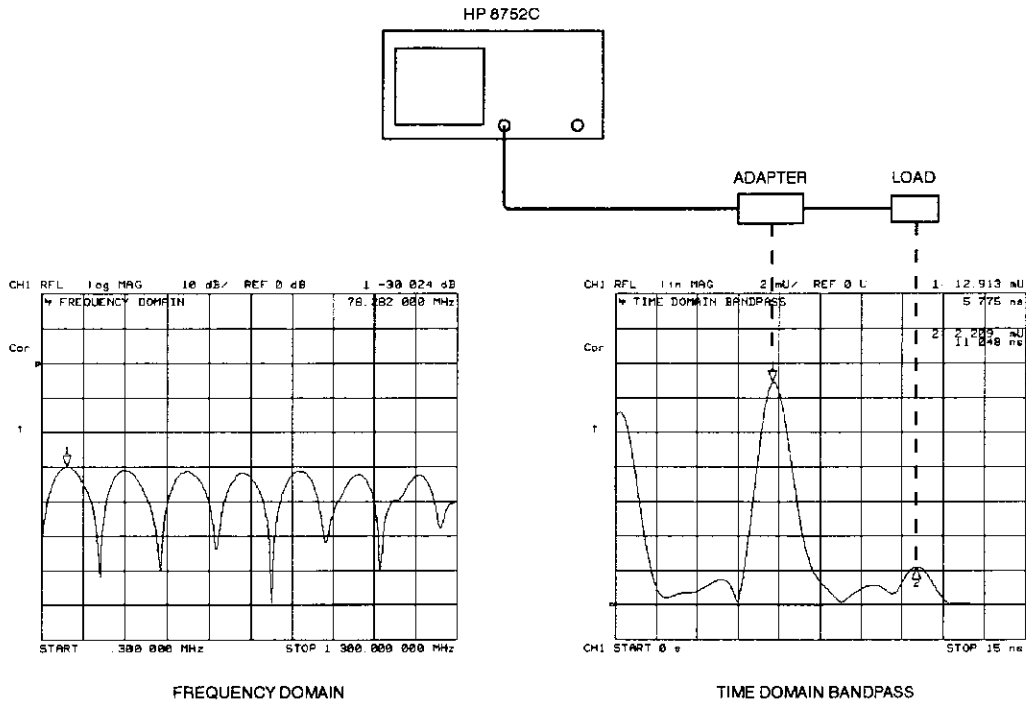 HP 8752C
ADAPTER
LOAD
CH1 RFL log MAG 10 dB/ REF 0 dB 1 -30.024 dB
FREQUENCY DOMAIN 78.282 000 MHz
Cor
START .300 000 MHz STOP 1 300.000 000 MHz
FREQUENCY DOMAIN
CH1 RFL lin MAG 2 mU/ REF 0 U 1 12.913 mU
TIME DOMAIN BANDPASS 5.775 ns
2 2.209 mU
11.048 ns
Cor
2
CH1 START 0 s STOP 15 ns
TIME DOMAIN BANDPASS